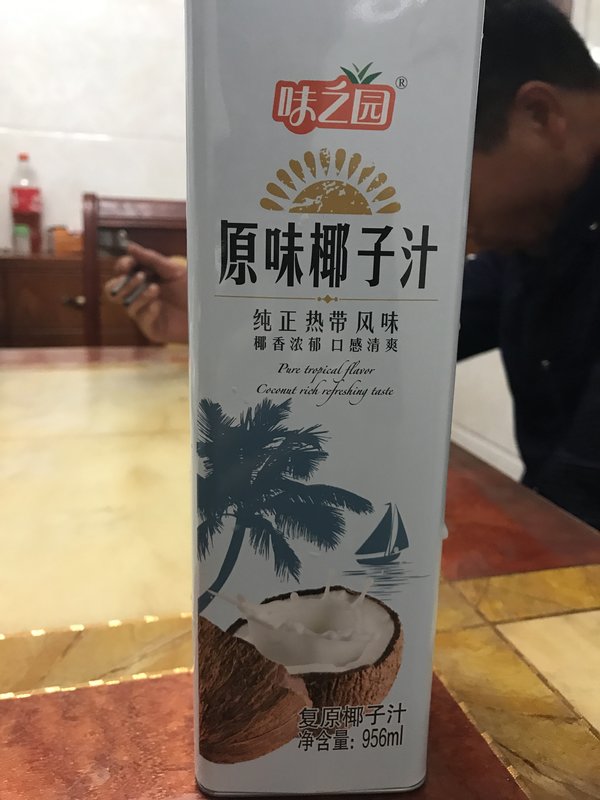 味之园®
原味椰子汁
纯正热带风味
椰香浓郁 口感清爽
Pure tropical flavor
Coconut rich refreshing taste
复原椰子汁
净含量: 956ml